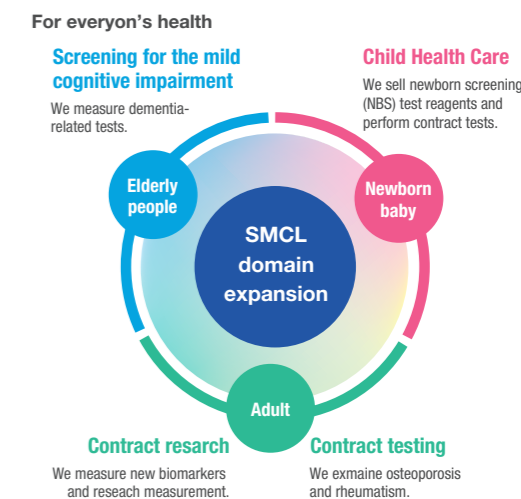 For everyon’s health
Screening for the mild
cognitive impairment
We measure dementia-
related tests.
Child Health Care
We sell newborn screening
(NBS) test reagents and
perform contract tests.
Elderly
people
Newborn
baby
SMCL
domain
expansion
Adult
Contract resarch
We measure new biomarkers
and reseach measurement.
Contract testing
We exmaine osteoporosis
and rheumatism.